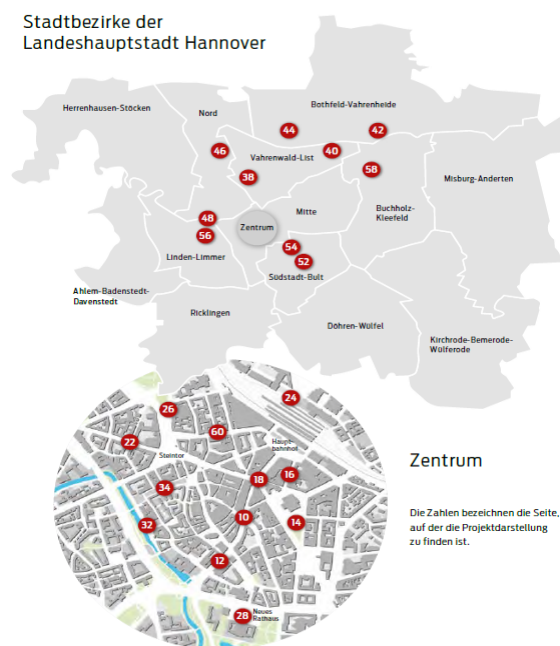 Stadtbezirke der
Landeshauptstadt Hannover
Herrenhausen-Stöcken
Nord
Bothfeld-Vahrenheide
44
42
46
40
Vahrenwald-List
58
38
Misburg-Anderten
Mitte
Buchholz-
Kleefeld
48
Zentrum
56
54
Linden-Limmer
52
Südstadt-Bult
Ahlem-Badenstedt-
Davenstedt
Ricklingen
Döhren-Wülfel
Kirchrode-Bemerode-
Wülferode
24
26
60
22
Haupt-
bahnhof
Steintor
Zentrum
16
18
34
10
14
32
Die Zahlen bezeichnen die Seite,
auf der die Projektdarstellung
zu finden ist.
12
28
Neues
Rathaus